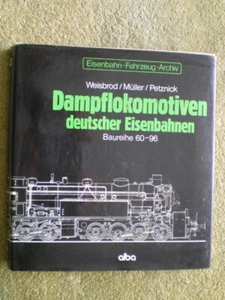 Eisenbahn-Fahrzeug-Archiv
Weisbrod/Müller/Petznick
Dampflokomotiven
deutscher Eisenbahnen
Baureihe 60-96
alba